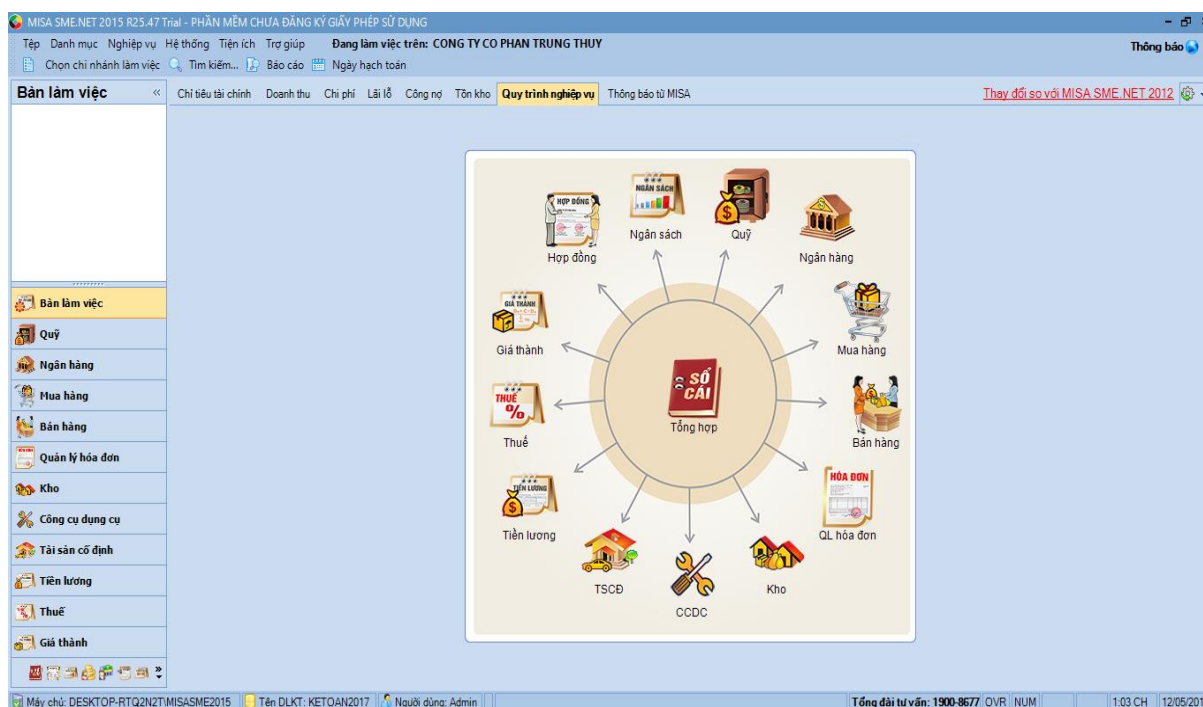 MISA SME.NET 2015 R25.47 Trial - PHẦN MỀM CHƯA ĐĂNG KÝ GIẤY PHÉP SỬ DỤNG
Tệp Danh mục Nghiệp vụ Hệ thống Tiện ích Trợ giúp Đang làm việc trên: CONG TY CO PHAN TRUNG THUY Thông báo
Chọn chi nhánh làm việc Tìm kiếm... Báo cáo Ngày hạch toán
Bàn làm việc « Chỉ tiêu tài chính Doanh thu Chi phí Lãi lỗ Công nợ Tồn kho Quy trình nghiệp vụ Thông báo từ MISA Thay đổi so với MISA SME.NET 2012
NGÂN SÁCH
HỢP ĐỒNG
Ngân sách Quỹ
Hợp đồng Ngân hàng
Bàn làm việc
Quỹ
Ngân hàng
Mua hàng
Bán hàng
Quản lý hóa đơn
Kho
Công cụ dụng cụ
Tài sản cố định
Tiền lương
Thuế
Giá thành
GIÁ THÀNH
Giá thành Mua hàng
SỔ CÁI
THUẾ %
Tổng hợp
Thuế Bán hàng
HÓA ĐƠN
TIỀN LƯƠNG
Tiền lương QL hóa đơn
TSCĐ Kho
CCDC
Máy chủ: DESKTOP-RTQ2N2T\MISASME2015 Tên DLKT: KETOAN2017 Người dùng: Admin Tổng đài tư vấn: 1900-8677 OVR NUM 1:03 CH 12/05/201